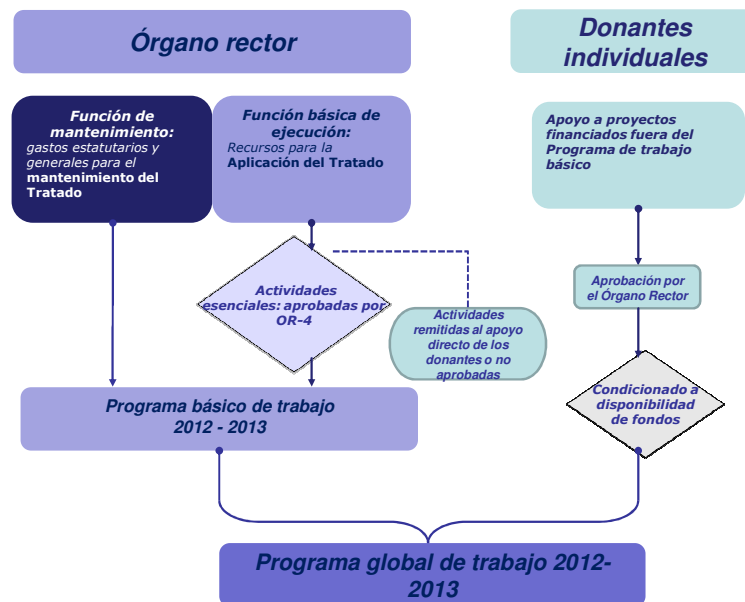 Órgano rector
Donantes
individuales
Función de
mantenimiento:
gastos estatutarios y
generales para el
mantenimiento del
Tratado
Función básica de
ejecución:
Recursos para la
Aplicación del Tratado
Apoyo a proyectos
financiados fuera del
Programa de trabajo
básico
Actividades
esenciales: aprobadas por
OR-4
Actividades
remitidas al apoyo
directo de los
donantes o no
aprobadas
Aprobación por
el Órgano Rector
Condicionado a
disponibilidad
de fondos
Programa básico de trabajo
2012 - 2013
Programa global de trabajo 2012-
2013